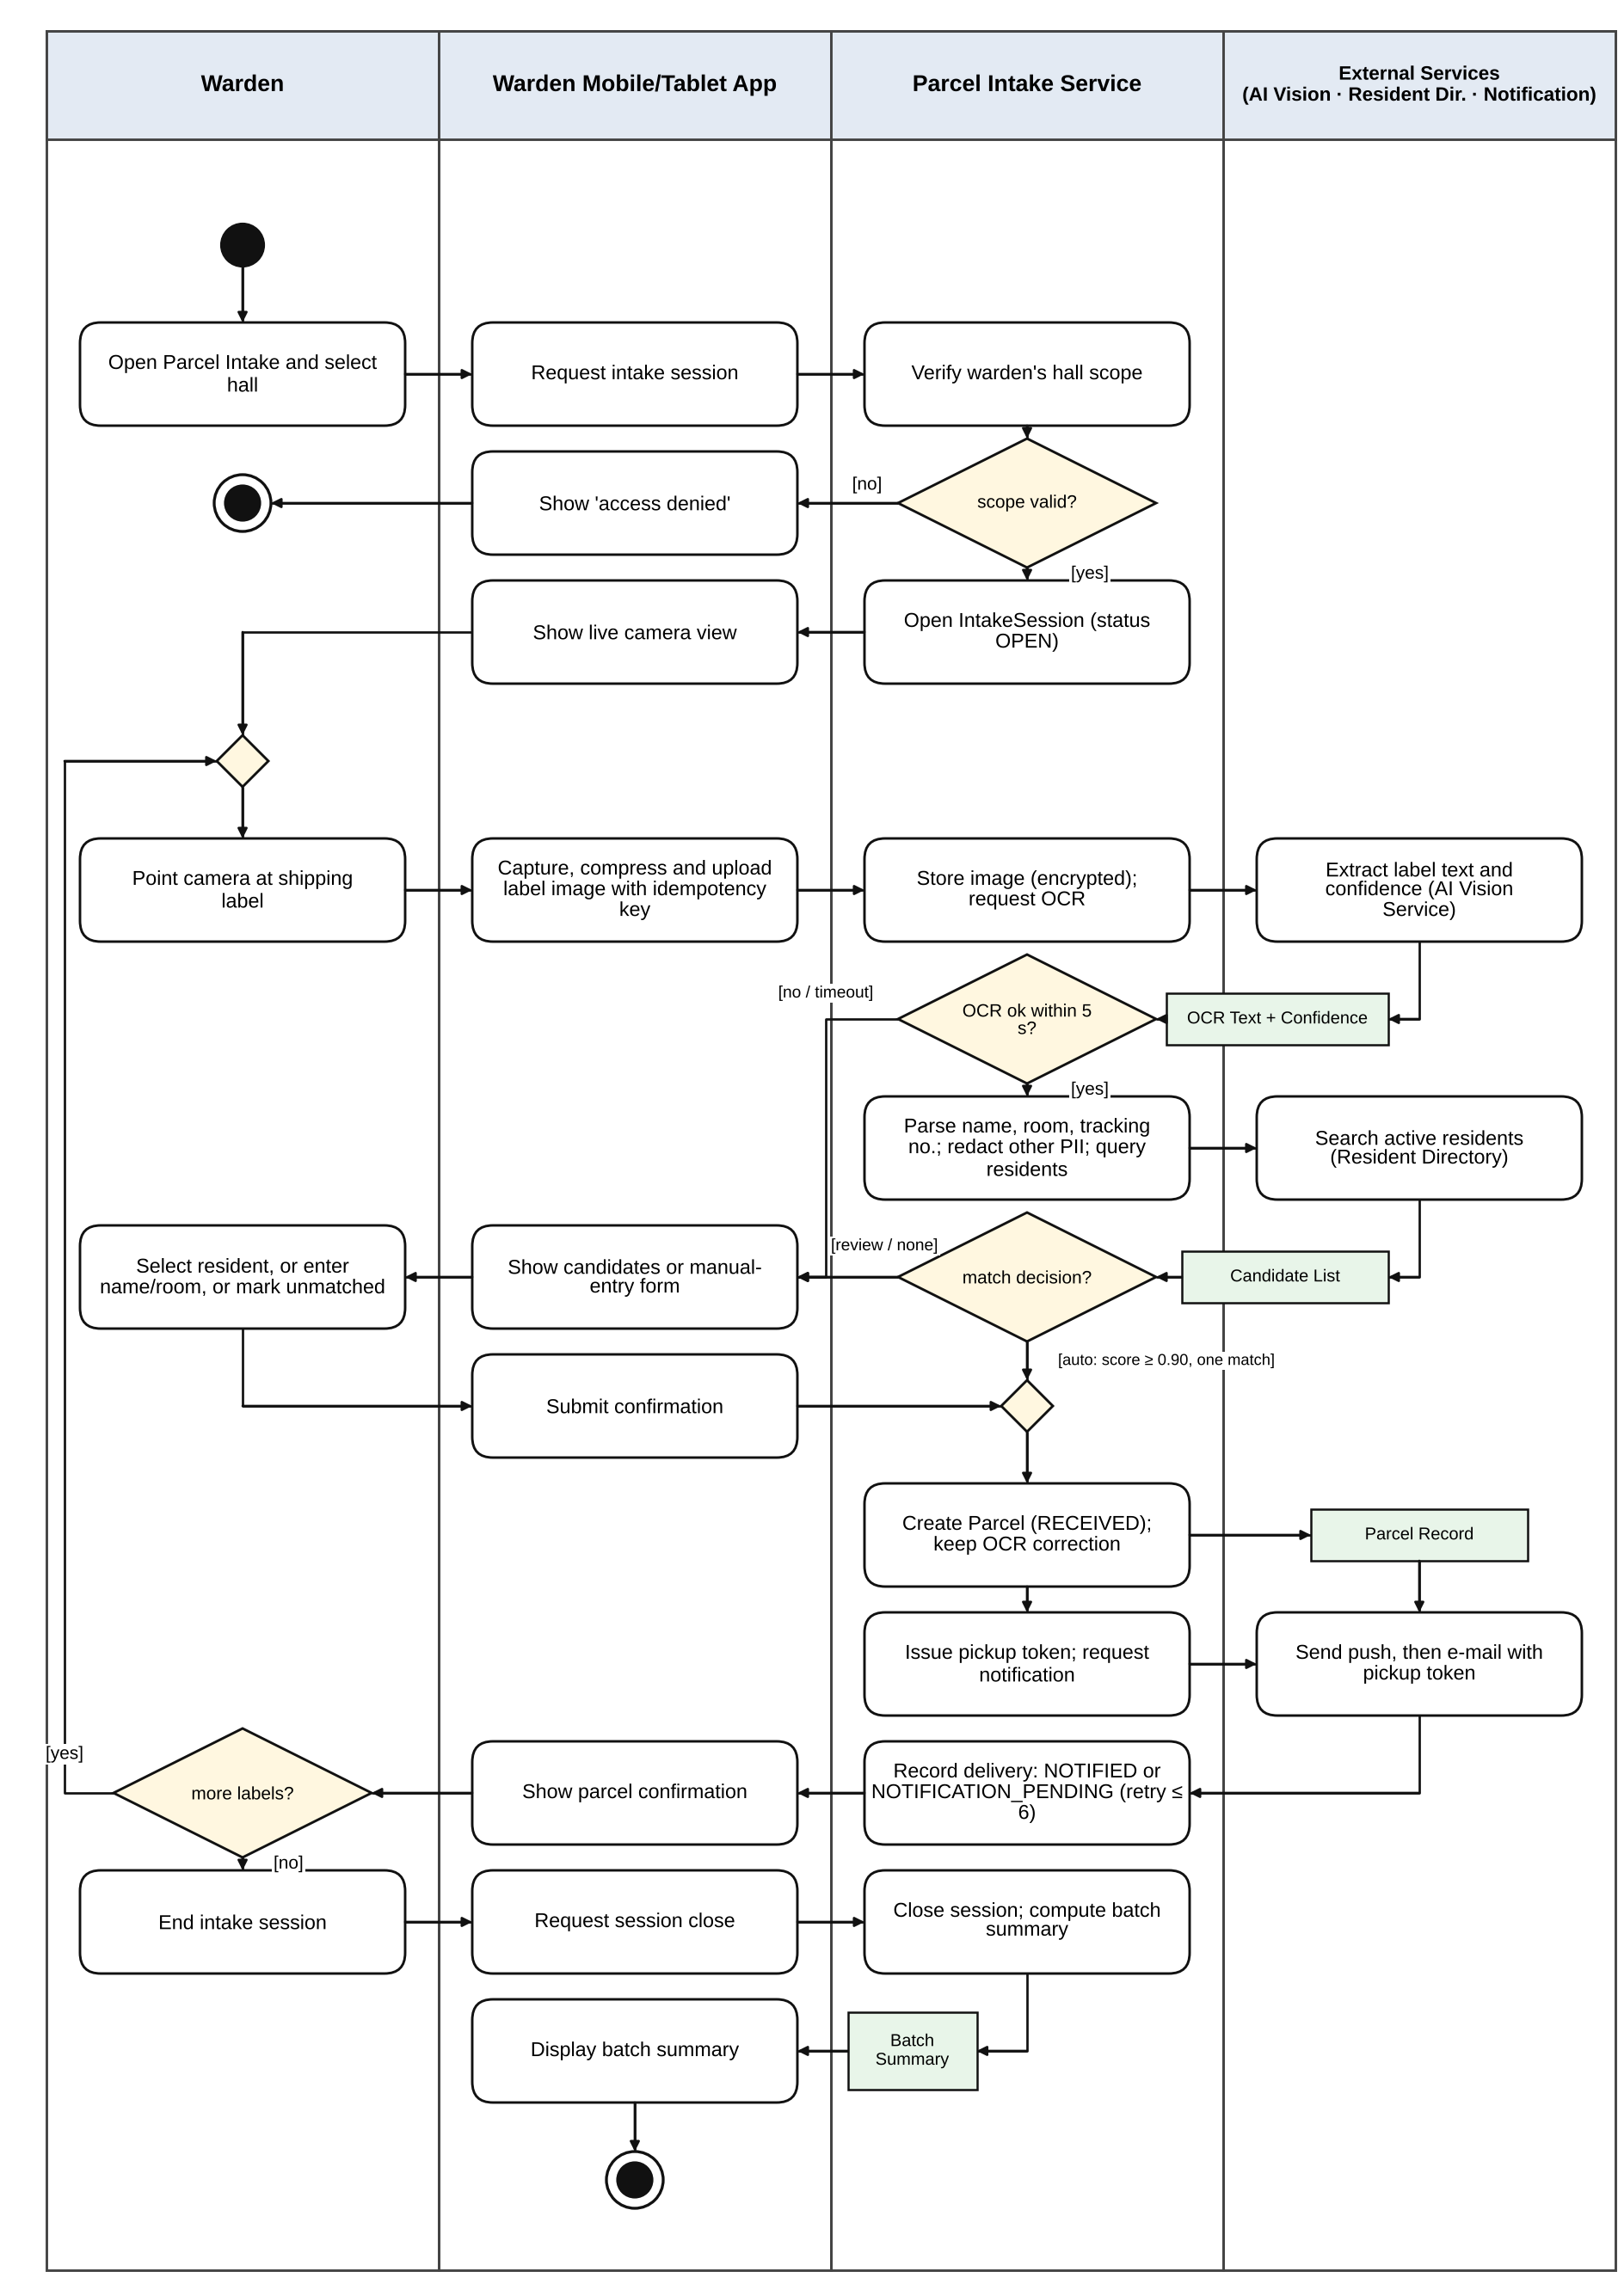 Warden
Warden Mobile/Tablet App
Parcel Intake Service
External Services
(AI Vision · Resident Dir. · Notification)
Open Parcel Intake and select
hall
Request intake session
Verify warden's hall scope
Show 'access denied'
[no]
scope valid?
[yes]
Show live camera view
Open IntakeSession (status
OPEN)
Point camera at shipping
label
Capture, compress and upload
label image with idempotency
key
Store image (encrypted);
request OCR
Extract label text and
confidence (AI Vision
Service)
[no / timeout]
OCR ok within 5
s?
OCR Text + Confidence
[yes]
Parse name, room, tracking
no.; redact other PII; query
residents
Search active residents
(Resident Directory)
Select resident, or enter
name/room, or mark unmatched
Show candidates or manual-
entry form
[review / none]
match decision?
Candidate List
[auto: score ≥ 0.90, one match]
Submit confirmation
Create Parcel (RECEIVED);
keep OCR correction
Parcel Record
Issue pickup token; request
notification
Send push, then e-mail with
pickup token
[yes]
more labels?
Show parcel confirmation
Record delivery: NOTIFIED or
NOTIFICATION_PENDING (retry ≤
6)
[no]
End intake session
Request session close
Close session; compute batch
summary
Display batch summary
Batch
Summary